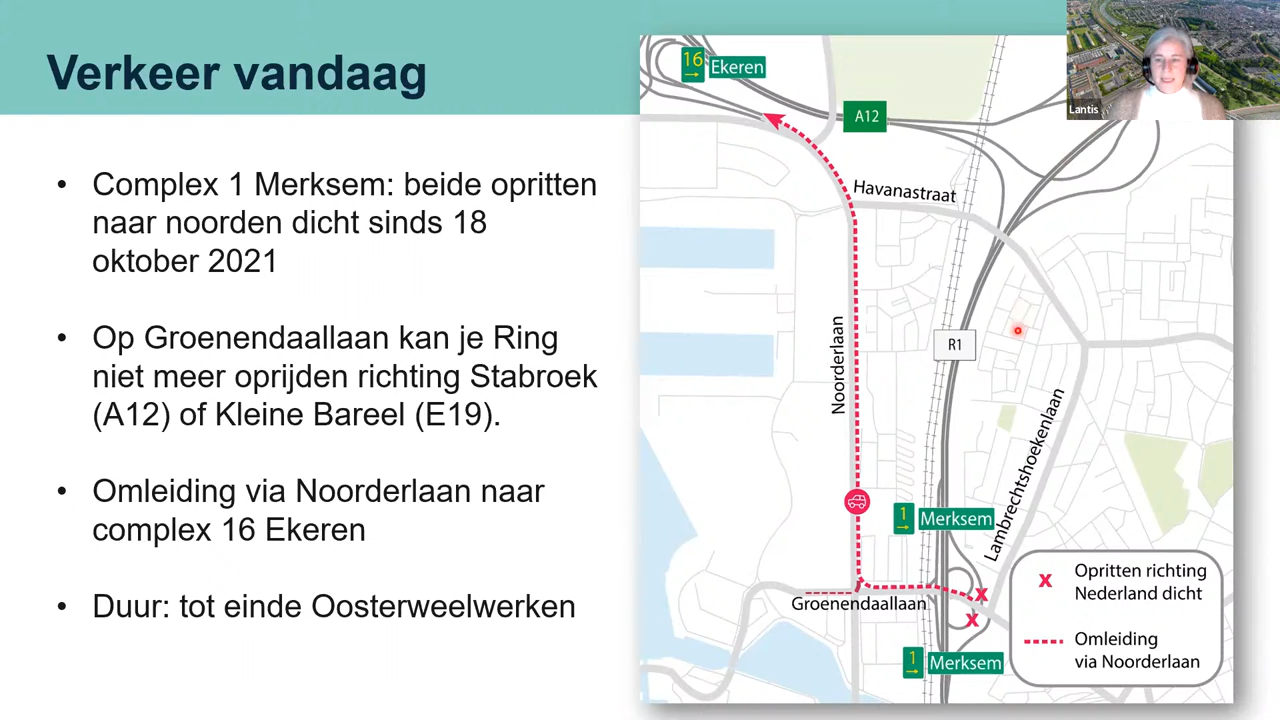 Verkeer vandaag
• Complex 1 Merksem: beide opritten
naar noorden dicht sinds 18
oktober 2021
• Op Groenendaallaan kan je Ring
niet meer oprijden richting Stabroek
(A12) of Kleine Bareel (E19).
• Omleiding via Noorderlaan naar
complex 16 Ekeren
• Duur: tot einde Oosterweelwerken
16
→
Ekeren
A12
Havanastraat
Noorderlaan
R1
Lambrechtshoekenlaan
1
→
Merksem
Groenendaallaan
1
→
Merksem
x Opritten richting
Nederland dicht
Omleiding
via Noorderlaan
Lantis